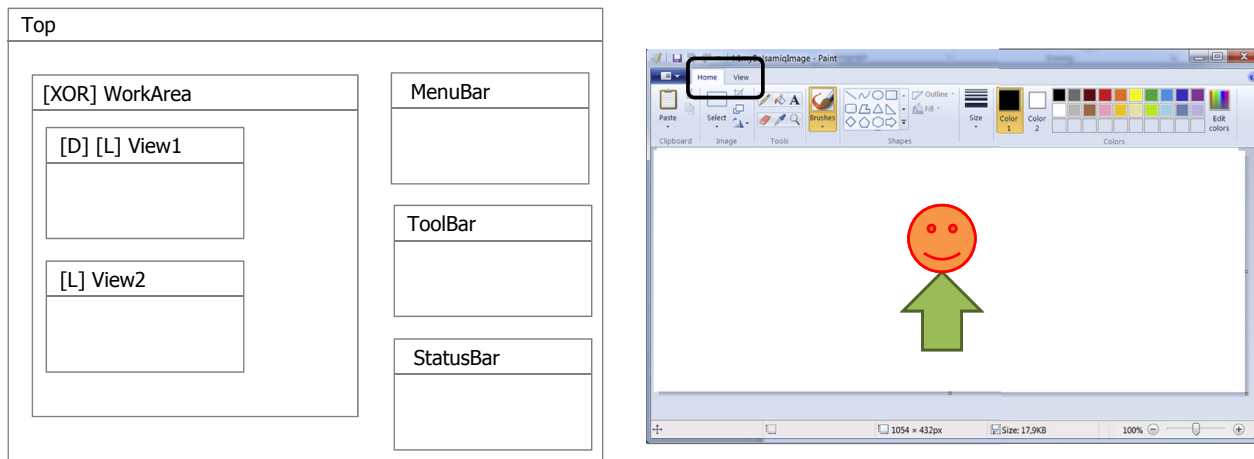 Top
[XOR] WorkArea
[D] [L] View1
[L] View2
MenuBar
ToolBar
StatusBar
- Paint
Home View
Paste
Select
Brushes
Outline
Fill
Size
Color 1
Color 2
Edit colors
Clipboard
Image
Tools
Shapes
Colors
1054 × 432px
Size: 17,9KB
100%